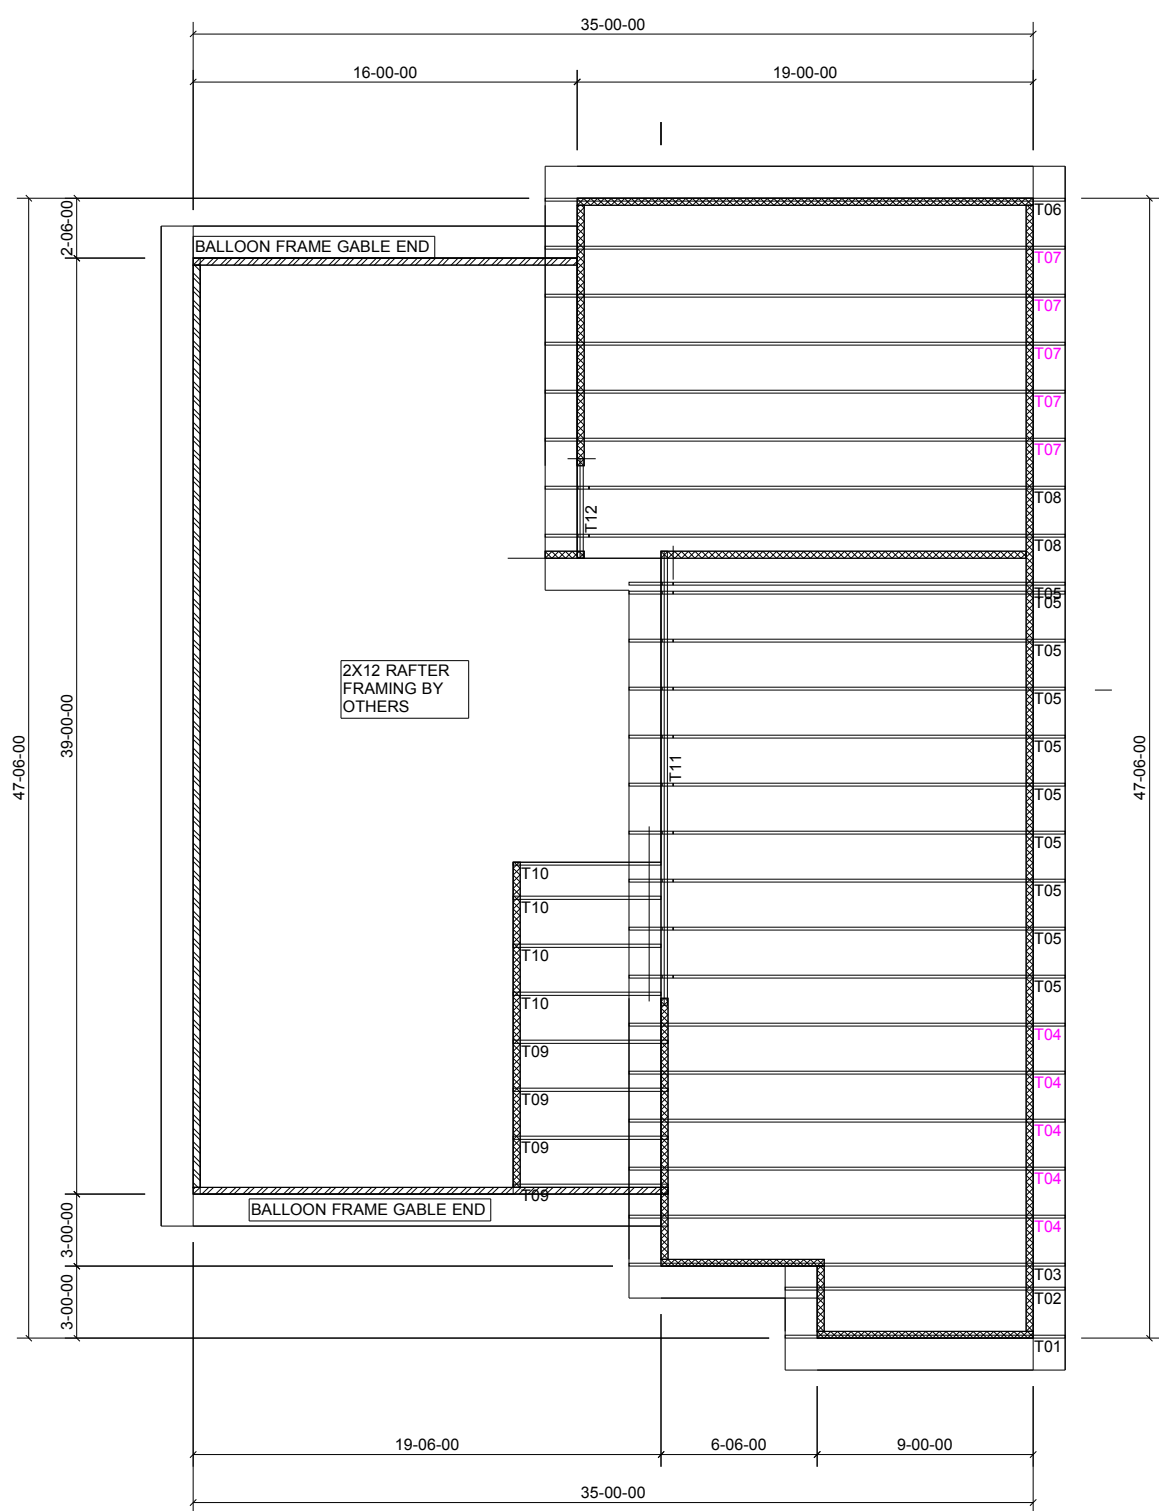 35-00-00
16-00-00
19-00-00
2-06-00
T06
BALLOON FRAME GABLE END
T07
T07
T07
T07
T07
T08
T12
T08
T05
T05
2X12 RAFTER
FRAMING BY
OTHERS
T05
T05
39-00-00
47-06-00
47-06-00
T11
T05
T05
T05
T10
T05
T10
T05
T10
T05
T10
T04
T09
T04
T09
T04
T09
T04
T09
BALLOON FRAME GABLE END
T04
3-00-00
T03
T02
3-00-00
T01
19-06-00
6-06-00
9-00-00
35-00-00